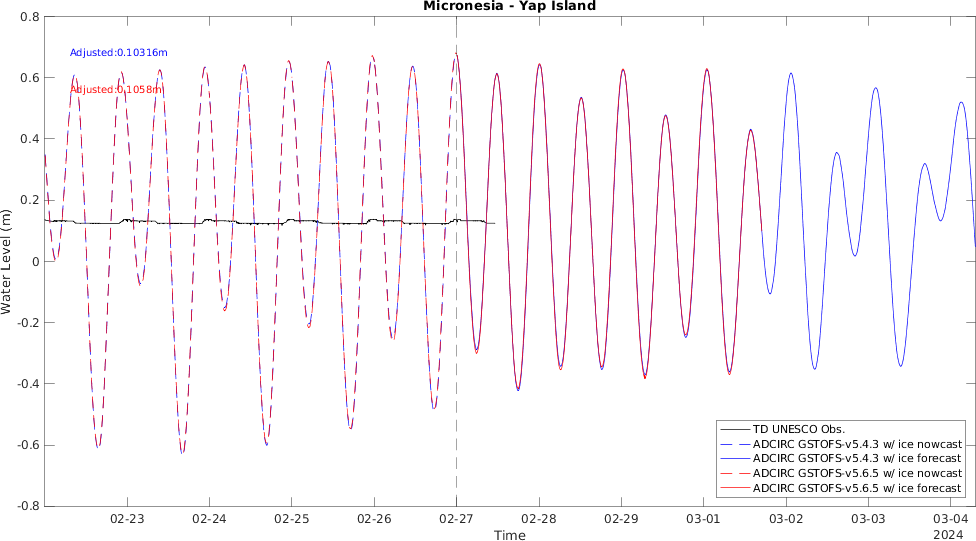 Micronesia - Yap Island
0.8
Adjusted:0.10316m
0.6
Adjusted:0.1058m
0.4
0.2
0
-0.2
-0.4
-0.6
-0.8
Water Level (m)
TD UNESCO Obs.
ADCIRC GSTOFS-v5.4.3 w/ ice nowcast
ADCIRC GSTOFS-v5.4.3 w/ ice forecast
ADCIRC GSTOFS-v5.6.5 w/ ice nowcast
ADCIRC GSTOFS-v5.6.5 w/ ice forecast
02-23 02-24 02-25 02-26 02-27 02-28 02-29 03-01 03-02 03-03 03-04
Time
2024